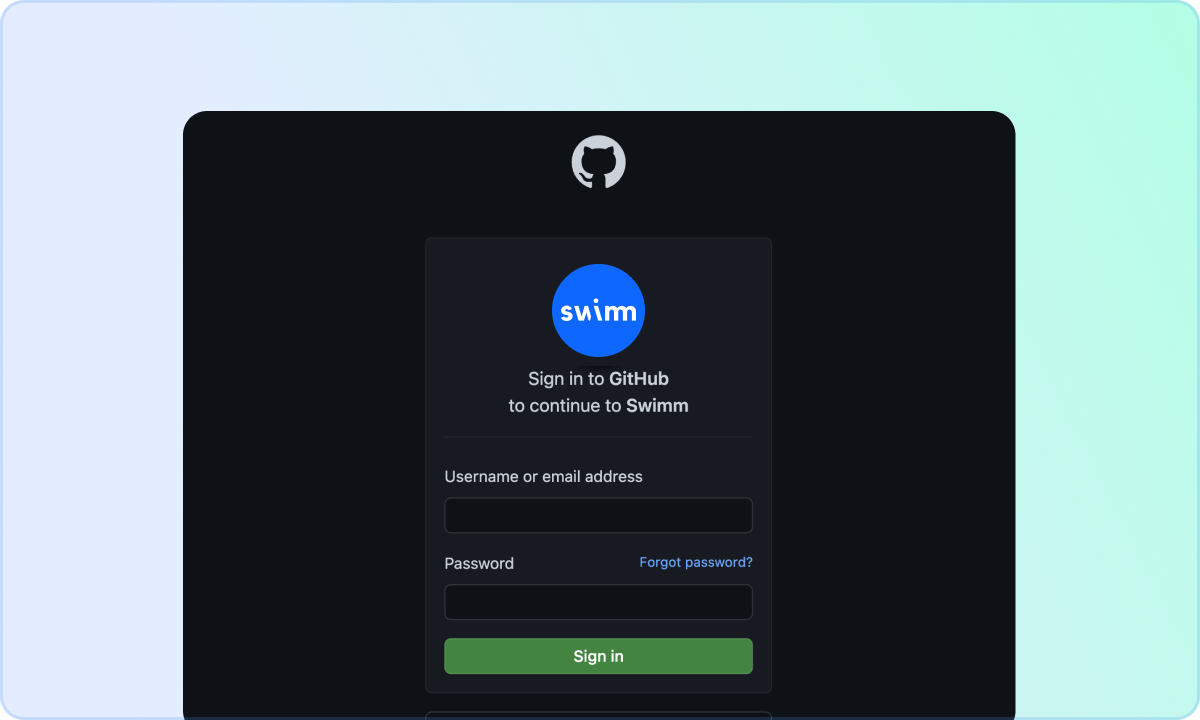 swimm
Sign in to GitHub
to continue to Swimm
Username or email address
Password
Forgot password?
Sign in